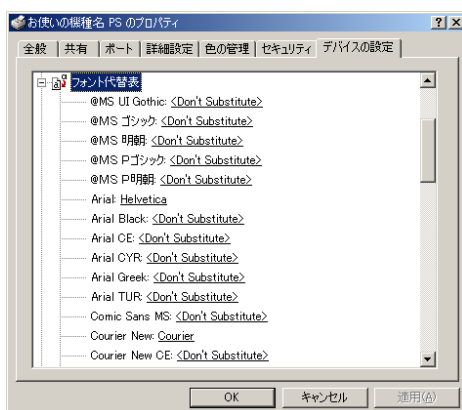 お使いの機種名 PS のプロパティ
全般 共有 ポート 詳細設定 色の管理 セキュリティ デバイスの設定
フォント代替表
@MS UI Gothic: <Don't Substitute>
@MS ゴシック: <Don't Substitute>
@MS 明朝: <Don't Substitute>
@MS Pゴシック: <Don't Substitute>
@MS P明朝: <Don't Substitute>
Arial: Helvetica
Arial Black: <Don't Substitute>
Arial CE: <Don't Substitute>
Arial CYR: <Don't Substitute>
Arial Greek: <Don't Substitute>
Arial TUR: <Don't Substitute>
Comic Sans MS: <Don't Substitute>
Courier New: Courier
Courier New CE: <Don't Substitute>
OK キャンセル 適用(A)